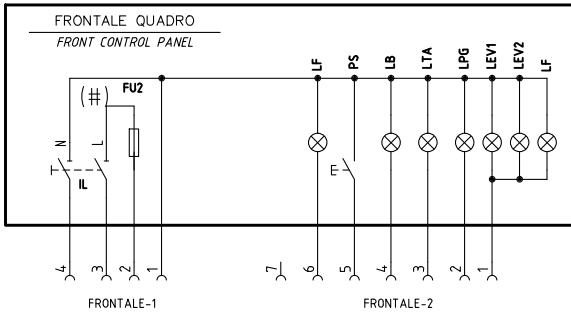 FRONTALE QUADRO
FRONT CONTROL PANEL
LF PS LB LTA LPG LEV1 LEV2 LF
(#) FU2
N L
IL
4 3 2 1 7 6 5 4 3 2 1
FRONTALE-1 FRONTALE-2